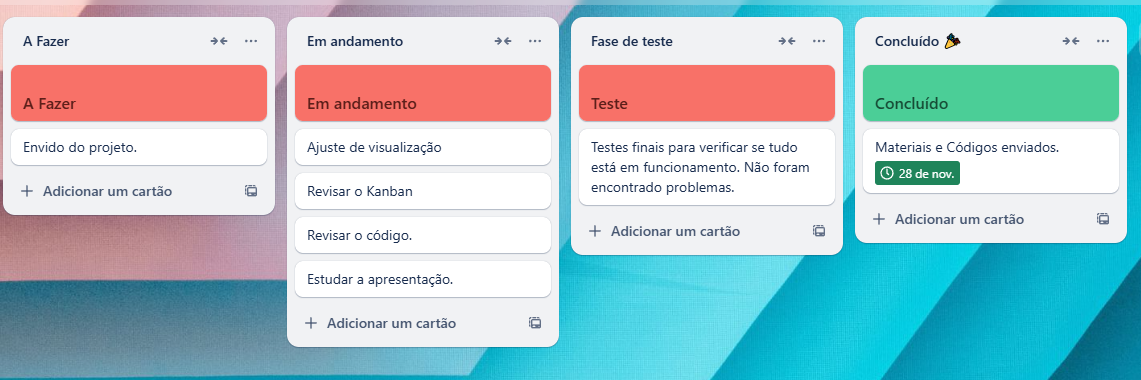 A Fazer
A Fazer
Envido do projeto.
Adicionar um cartão
Em andamento
Em andamento
Ajuste de visualização
Revisar o Kanban
Revisar o código.
Estudar a apresentação.
Adicionar um cartão
Fase de teste
Teste
Testes finais para verificar se tudo
está em funcionamento. Não foram
encontrado problemas.
Adicionar um cartão
Concluído 🎉
Concluído
Materiais e Códigos enviados.
28 de nov.
Adicionar um cartão